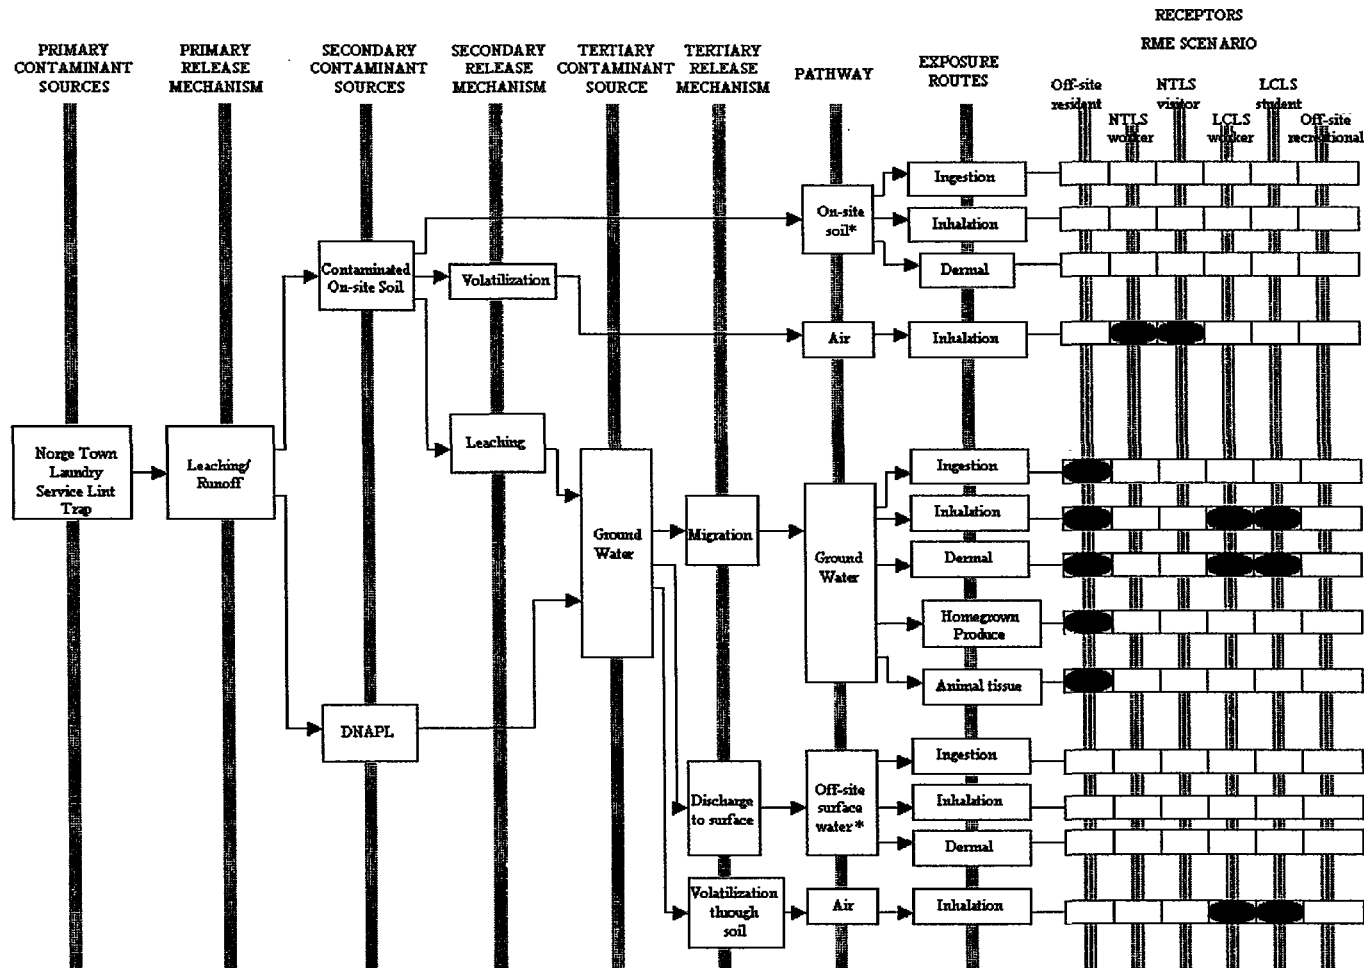 RECEPTORS
RME SCENARIO
PRIMARY
CONTAMINANT
SOURCES
PRIMARY
RELEASE
MECHANISM
SECONDARY
CONTAMINANT
SOURCES
SECONDARY
RELEASE
MECHANISM
TERTIARY
CONTAMINANT
SOURCE
TERTIARY
RELEASE
MECHANISM
PATHWAY
EXPOSURE
ROUTES
Off-site
resident
NTLS
worker
NTLS
visitor
LCLS
worker
LCLS
student
Off-site
recreational
Norge Town
Laundry
Service Lint
Trap
Leaching/
Runoff
Contaminated
On-site Soil
DNAPL
Volatilization
Leaching
Ground
Water
Migration
Discharge
to surface
Volatilization
through
soil
On-site
soil*
Ingestion
Inhalation
Dermal
Air
Inhalation
Ground
Water
Ingestion
Inhalation
Dermal
Homegrown
Produce
Animal tissue
Off-site
surface
water*
Ingestion
Inhalation
Dermal
Air
Inhalation